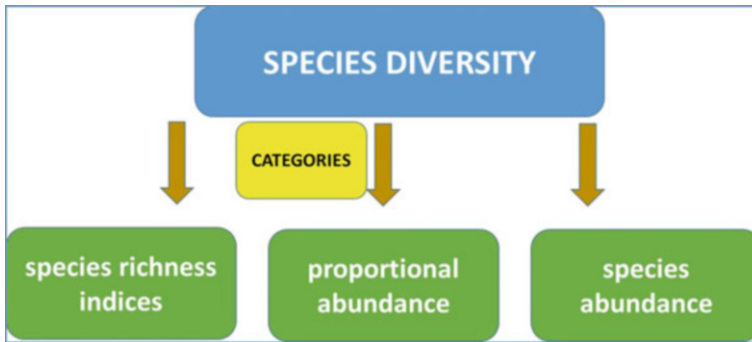 SPECIES DIVERSITY
CATEGORIES
species richness
indices
proportional
abundance
species
abundance